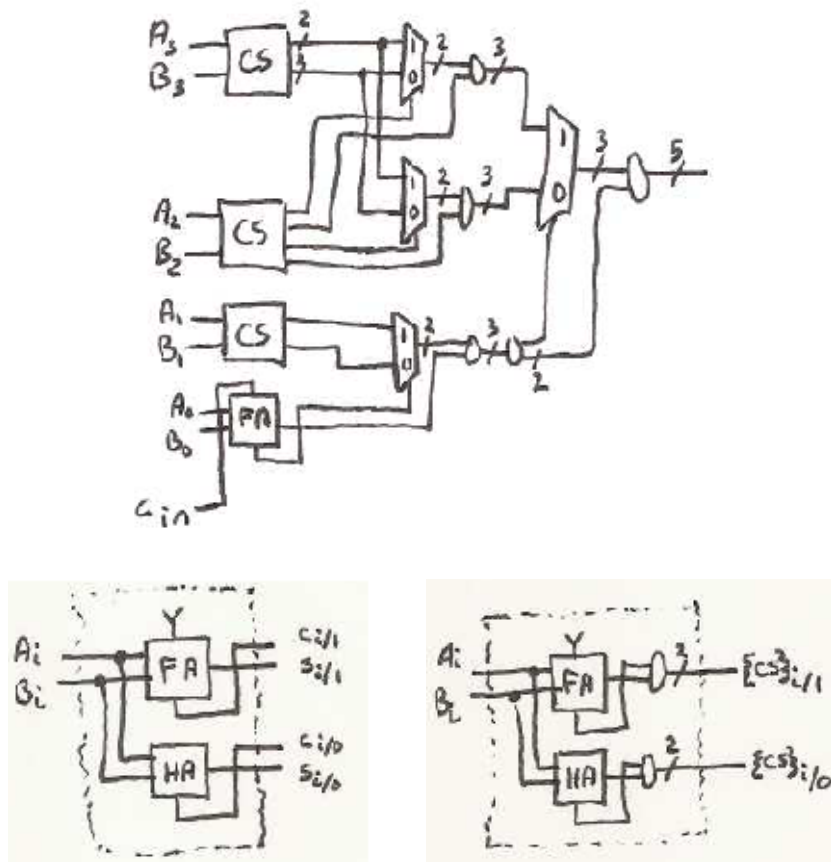 A3 CS 2 1 2 3
B3 3 0
1 3 5
1 2 3 0
A2 CS 0
B2
A1 CS 1 2 3
B1 0 2
A0 FA
B0
Cin
Ai FA Ci/1
Bi Si/1
HA Ci/0
Si/0
Ai FA 3 {CS}i/1
Bi
HA 2 {CS}i/0